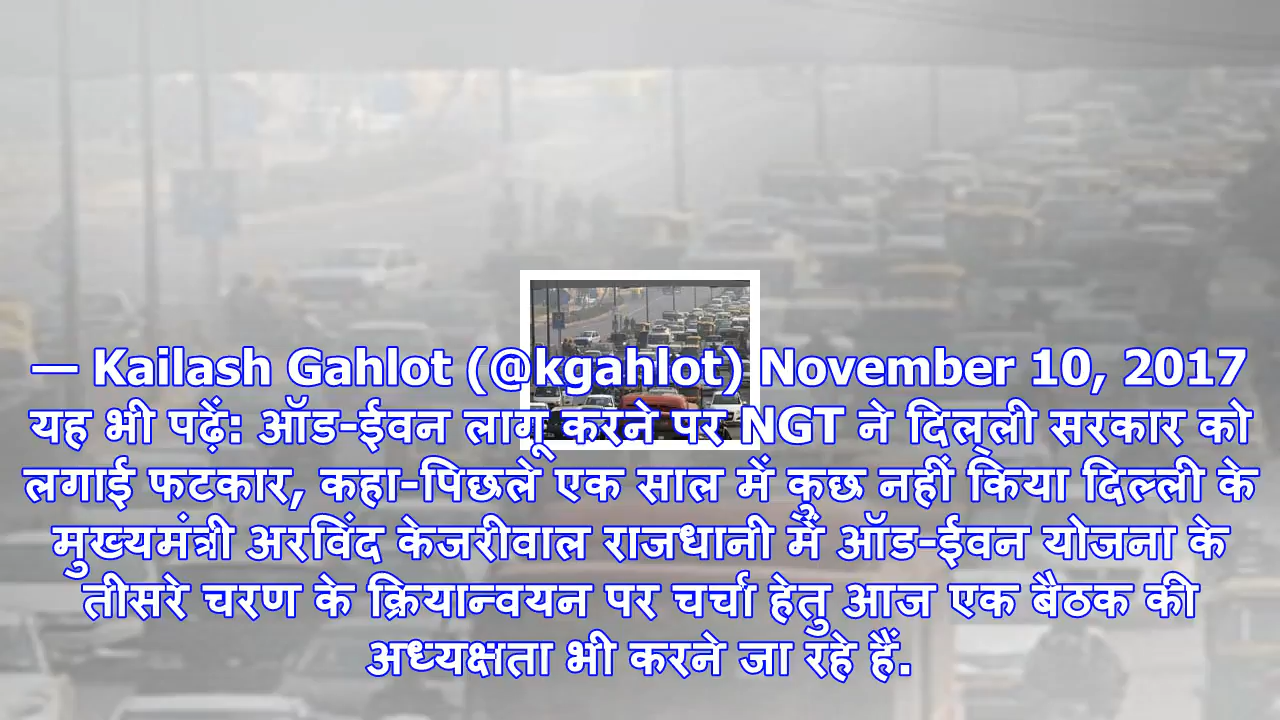 — Kailash Gahlot (@kgahlot) November 10, 2017
यह भी पढ़ें: ऑड-ईवन लागू करने पर NGT ने दिल्‍ली सरकार को
लगाई फटकार, कहा-पिछले एक साल में कुछ नहीं किया दिल्ली के
मुख्यमंत्री अरविंद केजरीवाल राजधानी में ऑड-ईवन योजना के
तीसरे चरण के क्रियान्वयन पर चर्चा हेतु आज एक बैठक की
अध्यक्षता भी करने जा रहे हैं.